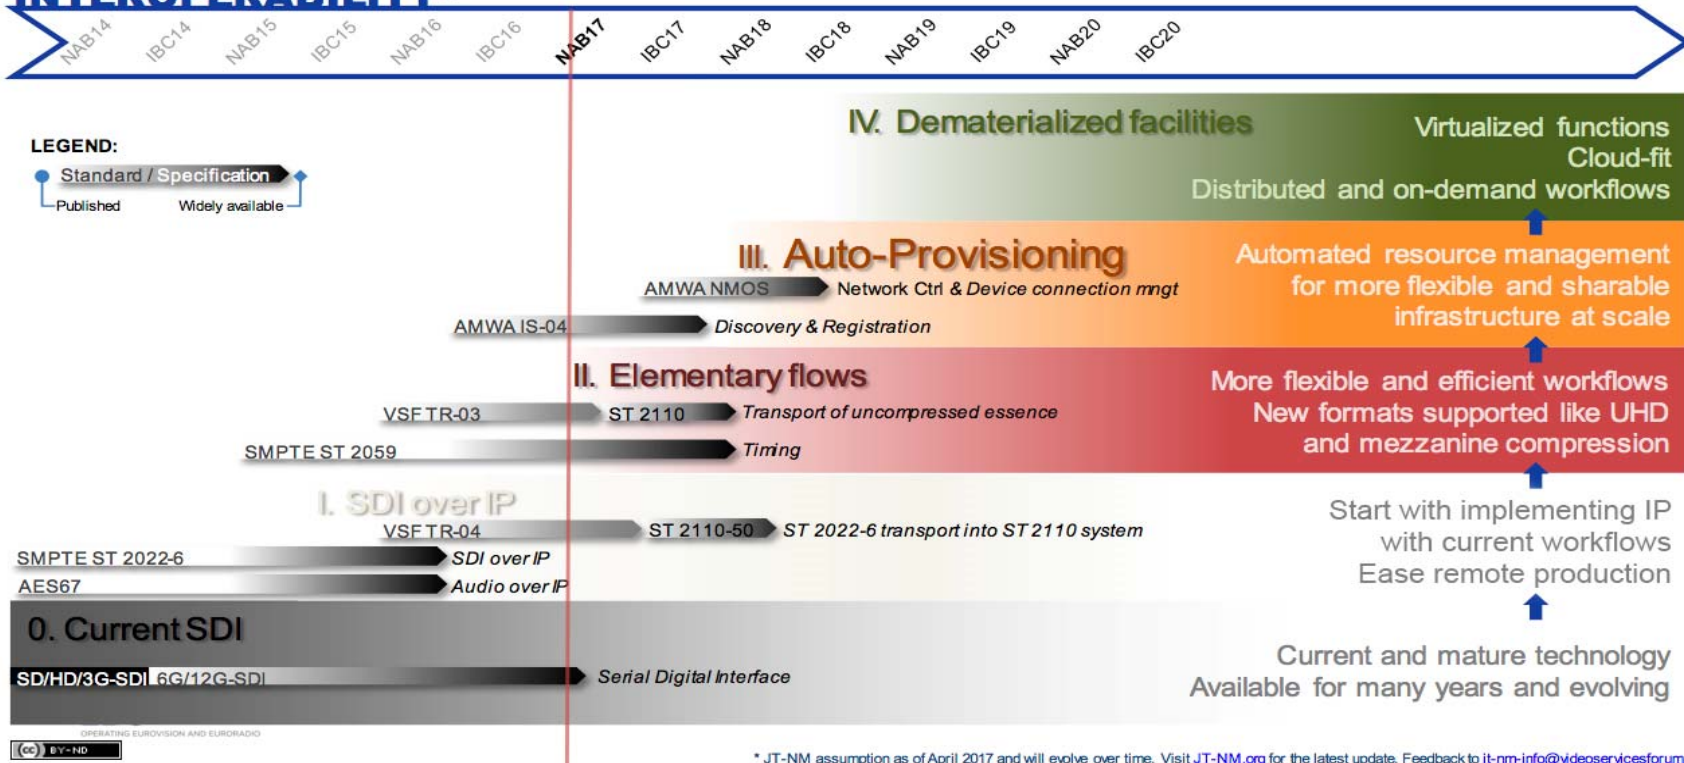 INTEROPERABILITY
NAB14 IBC14 NAB15 IBC15 NAB16 IBC16 NAB17 IBC17 NAB18 IBC18 NAB19 IBC19 NAB20 IBC20
LEGEND:
Standard / Specification
Published Widely available
IV. Dematerialized facilities
Virtualized functions
Cloud-fit
Distributed and on-demand workflows
III. Auto-Provisioning
AMWA NMOS Network Ctrl & Device connection mngt
AMWA IS-04 Discovery & Registration
Automated resource management
for more flexible and sharable
infrastructure at scale
II. Elementary flows
VSF TR-03 ST 2110 Transport of uncompressed essence
SMPTE ST 2059 Timing
More flexible and efficient workflows
New formats supported like UHD
and mezzanine compression
I. SDI over IP
VSF TR-04 ST 2110-50 ST 2022-6 transport into ST 2110 system
SMPTE ST 2022-6 SDI over IP
AES67 Audio over IP
Start with implementing IP
with current workflows
Ease remote production
0. Current SDI
SD/HD/3G-SDI 6G/12G-SDI Serial Digital Interface
Current and mature technology
Available for many years and evolving
OPERATING EUROVISION AND EURORADIO
(cc) BY-ND
* JT-NM assumption as of April 2017 and will evolve over time. Visit JT-NM.org for the latest update. Feedback to jt-nm-info@videoservicesforum